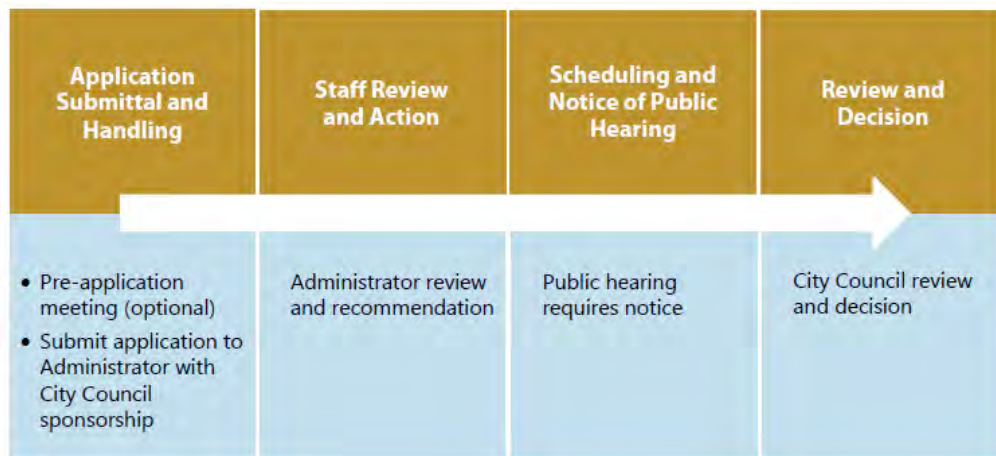 Application
Submittal and
Handling
Staff Review
and Action
Scheduling and
Notice of Public
Hearing
Review and
Decision
• Pre-application
meeting (optional)
• Submit application to
Administrator with
City Council
sponsorship
Administrator review
and recommendation
Public hearing
requires notice
City Council review
and decision